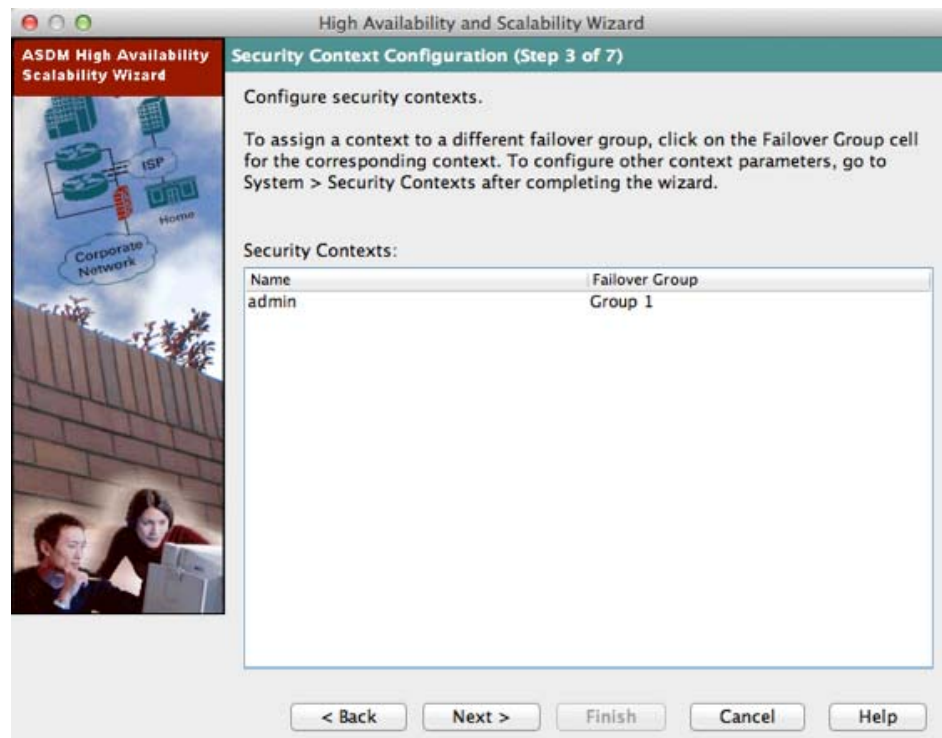 High Availability and Scalability Wizard
ASDM High Availability
Scalability Wizard
Security Context Configuration (Step 3 of 7)
ISP
Home
Corporate
Network
Configure security contexts.
To assign a context to a different failover group, click on the Failover Group cell
for the corresponding context. To configure other context parameters, go to
System > Security Contexts after completing the wizard.
Security Contexts:
Name Failover Group
admin Group 1
< Back Next > Finish Cancel Help